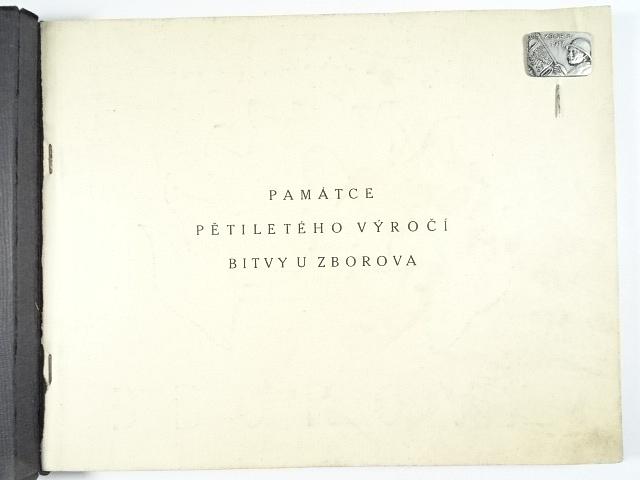 PAMÁTCE
PĚTILETÉHO VÝROČÍ
BITVY U ZBOROVA